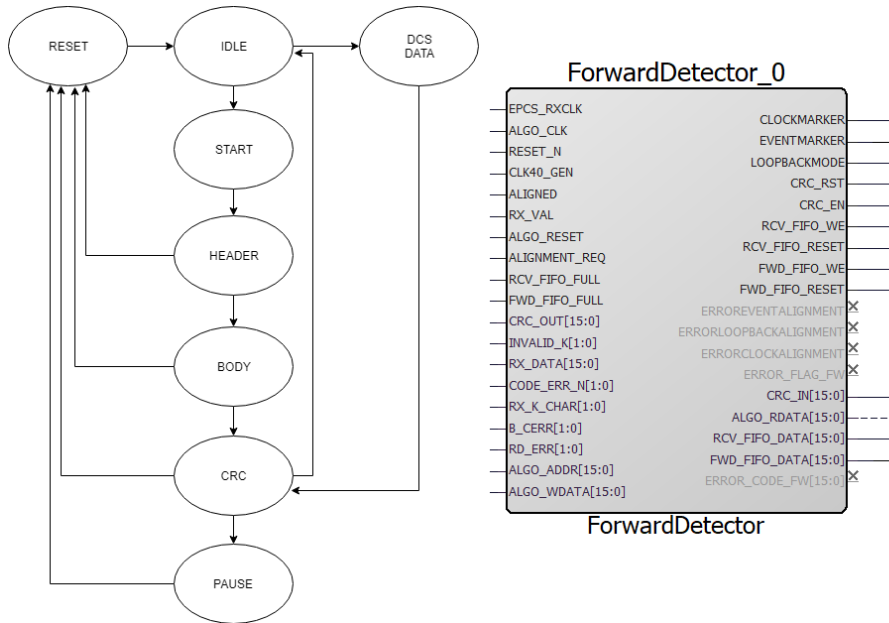 RESET
IDLE
DCS
DATA
START
HEADER
BODY
CRC
PAUSE
ForwardDetector_0
EPCS_RXCLK
ALGO_CLK
RESET_N
CLK40_GEN
ALIGNED
RX_VAL
ALGO_RESET
ALIGNMENT_REQ
RCV_FIFO_FULL
FWD_FIFO_FULL
CRC_OUT[15:0]
INVALID_K[1:0]
RX_DATA[15:0]
CODE_ERR_N[1:0]
RX_K_CHAR[1:0]
B_CERR[1:0]
RD_ERR[1:0]
ALGO_ADDR[15:0]
ALGO_WDATA[15:0]
CLOCKMARKER
EVENTMARKER
LOOPBACKMODE
CRC_RST
CRC_EN
RCV_FIFO_WE
RCV_FIFO_RESET
FWD_FIFO_WE
FWD_FIFO_RESET
ERROREVENTALIGNMENT
ERRORLOOPBACKALIGNMENT
ERRORCLOCKALIGNMENT
ERROR_FLAG_FW
CRC_IN[15:0]
ALGO_RDATA[15:0]
RCV_FIFO_DATA[15:0]
FWD_FIFO_DATA[15:0]
ERROR_CODE_FW[15:0]
ForwardDetector